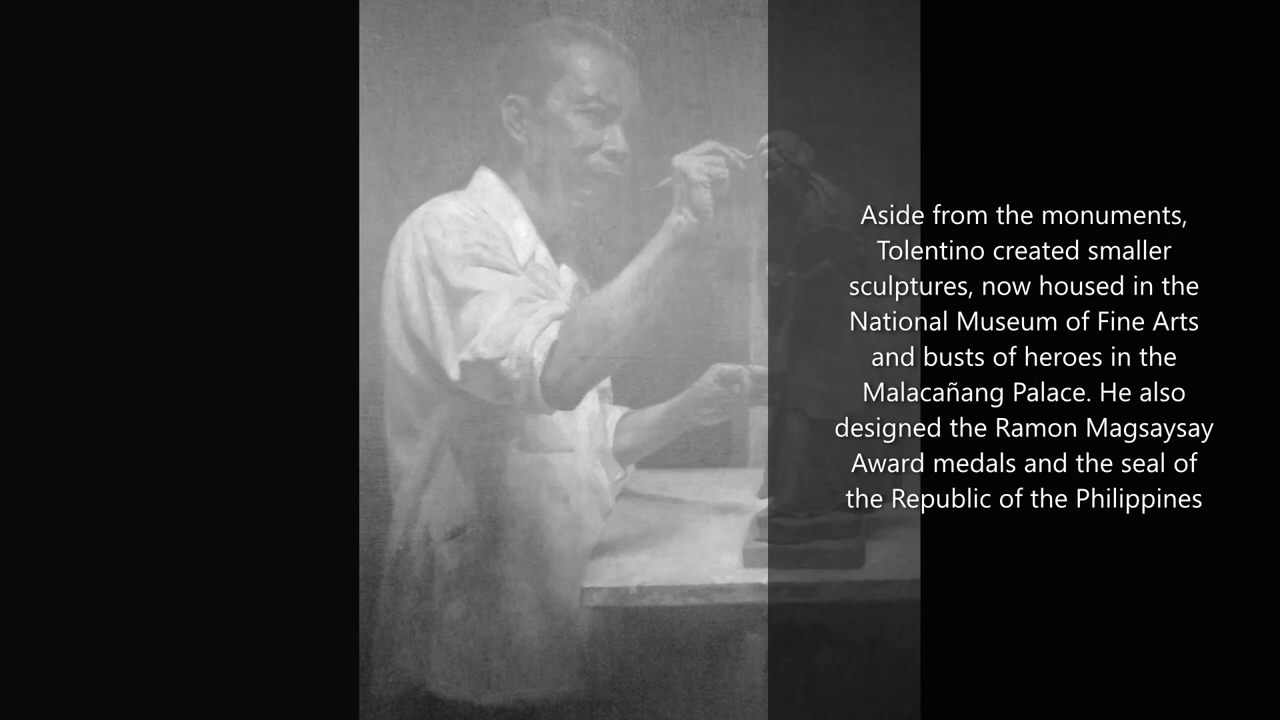 Aside from the monuments,
Tolentino created smaller
sculptures, now housed in the
National Museum of Fine Arts
and busts of heroes in the
Malacañang Palace. He also
designed the Ramon Magsaysay
Award medals and the seal of
the Republic of the Philippines